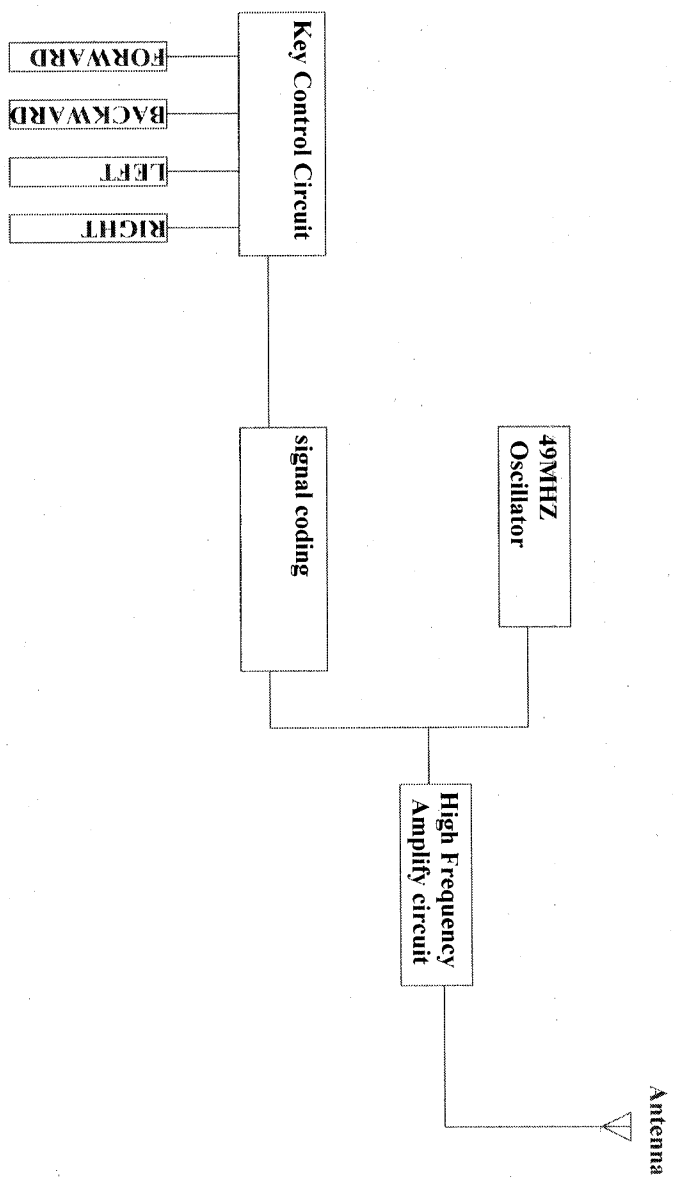 Antenna
49MHZ
Oscillator
High Frequency
Amplify circuit
Key Control Circuit
signal coding
FORWARD
BACKWARD
LEFT
RIGHT